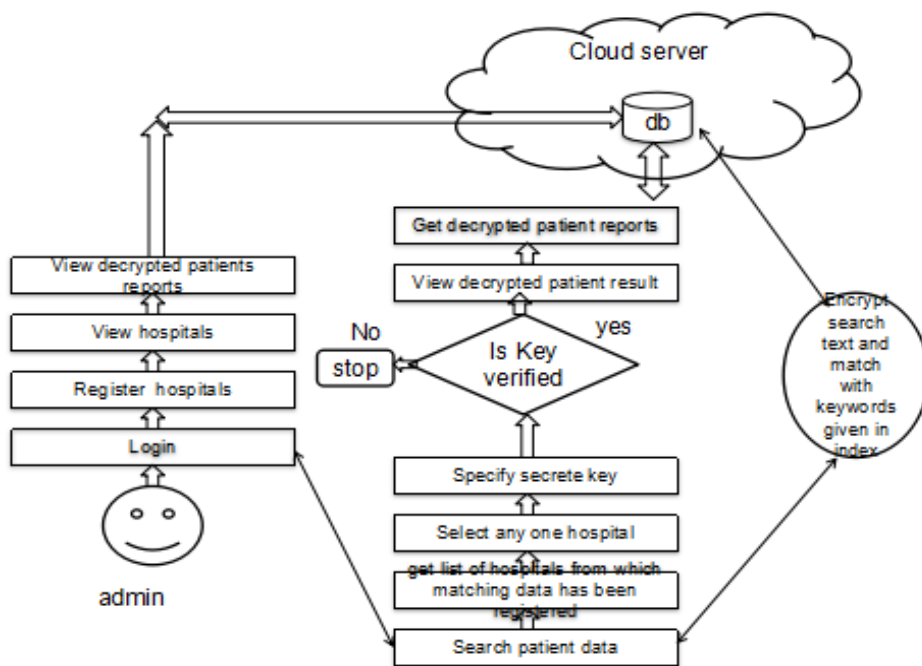 Cloud server
db
Get decrypted patient reports
View decrypted patients
reports
View decrypted patient result
View hospitals
No
yes
Is Key
verified
stop
Register hospitals
Login
Encrypt
search
text and
match
with
keywords
given in
index
Specify secrete key
Select any one hospital
get list of hospitals from which
matching data has been
registered
Search patient data
admin